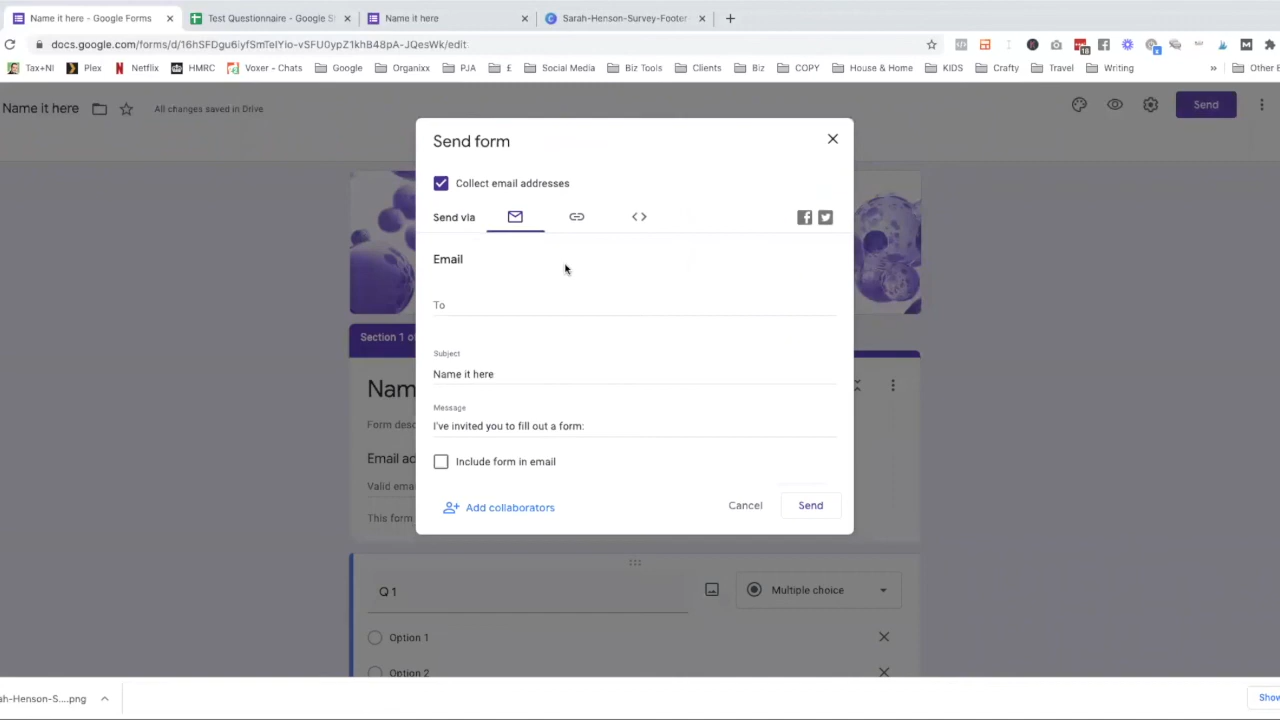 Name it here - Google Forms
Test Questionnaire - Google S
Name it here
Sarah-Henson-Survey-Footer
docs.google.com/forms/d/16hSFDgu6iyfSmTelYlo-vSFU0ypZ1khB48pA-JQesWk/edit
Tax+NI
Plex
Netflix
HMRC
Voxer - Chats
Google
Organixx
PJA
£
Social Media
Biz Tools
Clients
Biz
COPY
House & Home
KIDS
Crafty
Travel
Writing
Other B
Name it here
All changes saved in Drive
Send
Send form
Collect email addresses
Send via
Email
To
Section 1 o
Subject
Name it here
Nam
Message
Form desc
I've invited you to fill out a form:
Email ad
Include form in email
Valid emai
Add collaborators
Cancel
Send
This form
Q 1
Multiple choice
Option 1
Option 2
ah-Henson-S....png
Show